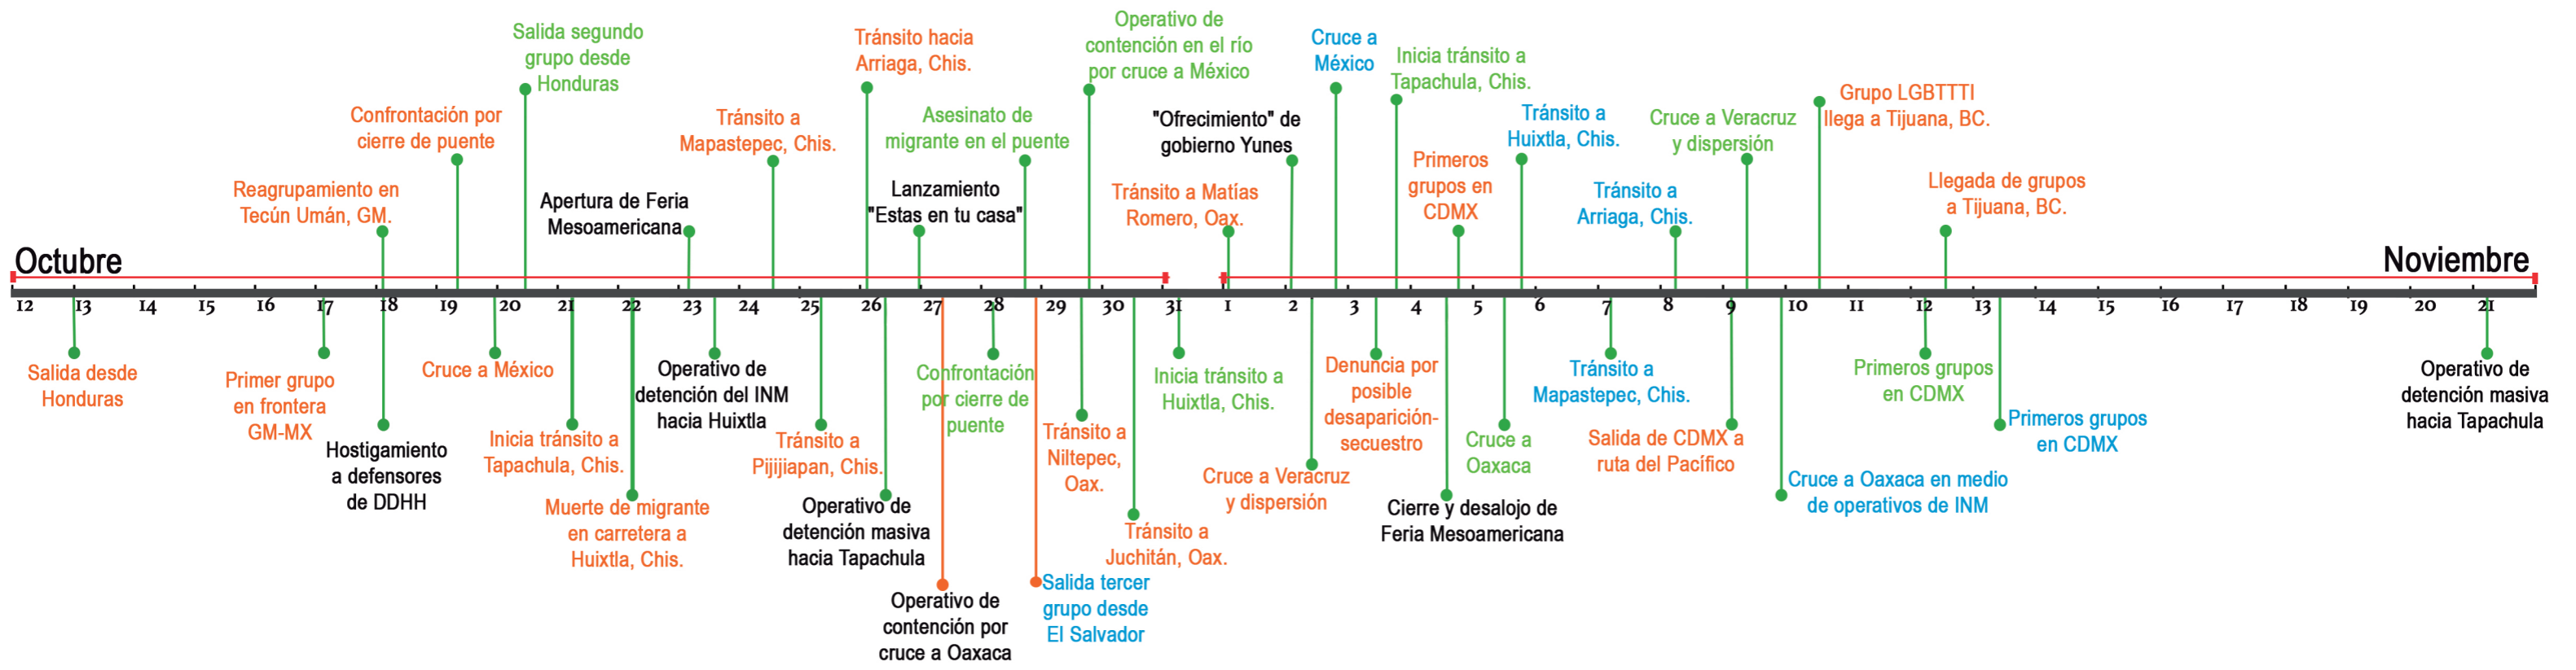 Operativo de
contención en el río
por cruce a México
Salida segundo
grupo desde
Honduras
Tránsito hacia
Arriaga, Chis.
Cruce a
México
Inicia tránsito a
Tapachula, Chis.
Confrontación por
cierre de puente
Tránsito a
Mapastepec, Chis.
Asesinato de
migrante en el puente
"Ofrecimiento" de
gobierno Yunes
Tránsito a
Huixtla, Chis.
Cruce a Veracruz
y dispersión
Grupo LGBTTTI
llega a Tijuana, BC.
Reagrupamiento en
Tecún Umán, GM.
Apertura de Feria
Mesoamericana
Lanzamiento
"Estas en tu casa"
Tránsito a Matías
Romero, Oax.
Primeros
grupos en
CDMX
Tránsito a
Arriaga, Chis.
Llegada de grupos
a Tijuana, BC.
Octubre
Noviembre
12 13 14 15 16 17 18 19 20 21 22 23 24 25 26 27 28 29 30 31 1 2 3 4 5 6 7 8 9 10 11 12 13 14 15 16 17 18 19 20 21
Salida desde
Honduras
Primer grupo
en frontera
GM-MX
Hostigamiento
a defensores
de DDHH
Cruce a México
Inicia tránsito a
Tapachula, Chis.
Muerte de migrante
en carretera a
Huixtla, Chis.
Operativo de
detención del INM
hacia Huixtla
Tránsito a
Pijijiapan, Chis.
Operativo de
detención masiva
hacia Tapachula
Operativo de
contención por
cruce a Oaxaca
Confrontación
por cierre de
puente
Salida tercer
grupo desde
El Salvador
Tránsito a
Niltepec,
Oax.
Tránsito a
Juchitán, Oax.
Inicia tránsito a
Huixtla, Chis.
Cruce a Veracruz
y dispersión
Denuncia por
posible
desaparición-
secuestro
Cierre y desalojo de
Feria Mesoamericana
Cruce a
Oaxaca
Tránsito a
Mapastepec, Chis.
Salida de CDMX a
ruta del Pacífico
Cruce a Oaxaca en medio
de operativos de INM
Primeros grupos
en CDMX
Primeros grupos
en CDMX
Operativo de
detención masiva
hacia Tapachula